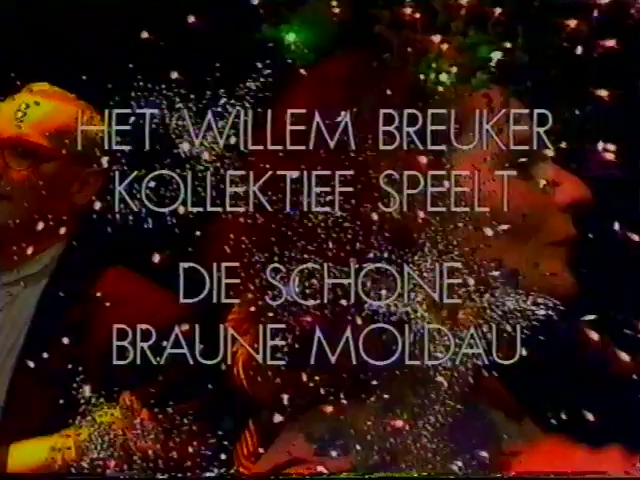 HET WILLEM BREUKER
KOLLEKTIEF SPEELT
DIE SCHONE
BRAUNE MOLDAU